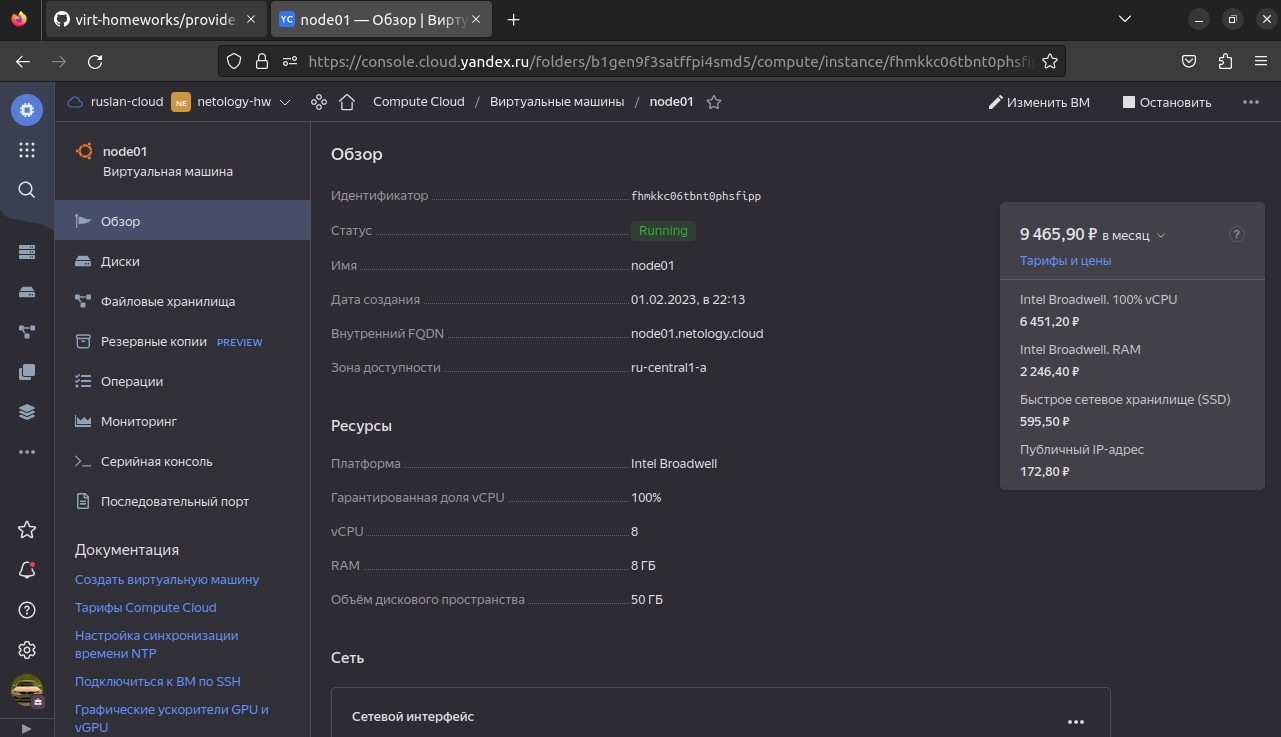 virt-homeworks/provide
YC node01 — Обзор | Вирту
https://console.cloud.yandex.ru/folders/b1gen9f3satffpi4smd5/compute/instance/fhmkkc06tbnt0phsfi
ruslan-cloud NE netology-hw Compute Cloud / Виртуальные машины / node01 Изменить ВМ Остановить
node01
Виртуальная машина
Обзор
Диски
Файловые хранилища
Резервные копии PREVIEW
Операции
Мониторинг
Серийная консоль
Последовательный порт
Документация
Создать виртуальную машину
Тарифы Compute Cloud
Настройка синхронизации
времени NTP
Подключиться к ВМ по SSH
Графические ускорители GPU и
vGPU
Обзор
Идентификатор fhmkkc06tbnt0phsfipp
Статус Running
Имя node01
Дата создания 01.02.2023, в 22:13
Внутренний FQDN node01.netology.cloud
Зона доступности ru-central1-a
Ресурсы
Платформа Intel Broadwell
Гарантированная доля vCPU 100%
vCPU 8
RAM 8 ГБ
Объём дискового пространства 50 ГБ
Сеть
Сетевой интерфейс
9 465,90 ₽ в месяц ?
Тарифы и цены
Intel Broadwell. 100% vCPU
6 451,20 ₽
Intel Broadwell. RAM
2 246,40 ₽
Быстрое сетевое хранилище (SSD)
595,50 ₽
Публичный IP-адрес
172,80 ₽